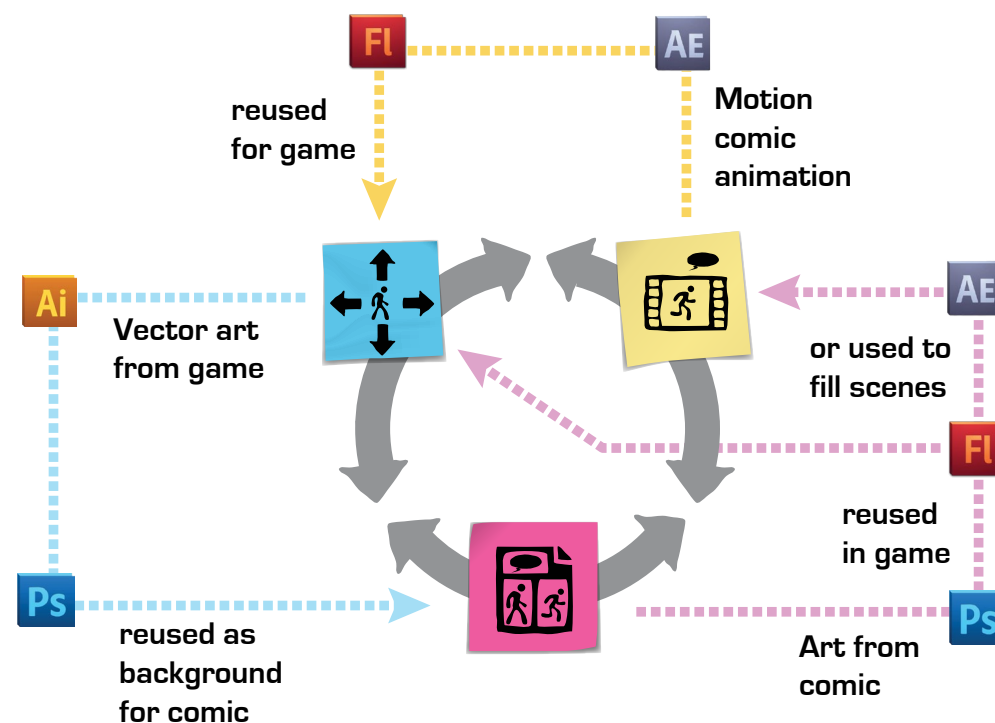 Fl
AE
reused
for game
Motion
comic
animation
Ai
Vector art
from game
AE
or used to
fill scenes
Fl
reused
in game
Ps
reused as
background
for comic
Ps
Art from
comic